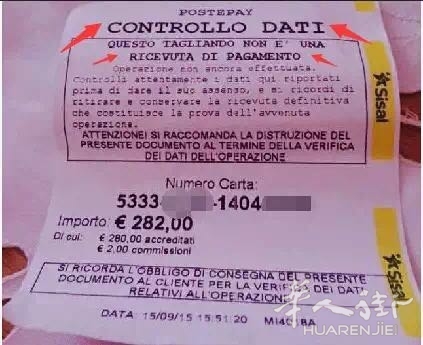 POSTEPAY
CONTROLLO DATI
QUESTO TAGLIANDO NON E' UNA
RICEVUTA DI PAGAMENTO
Operazione non ancora effettuata.
Controlli attentamente i dati qui riportati
prima di dare il suo assenso, e si ricordi di
ritirare e conservare la ricevuta definitiva
che costituisce la prova dell'avvenuta
operazione.
ATTENZIONE! SI RACCOMANDA LA DISTRUZIONE DEL
PRESENTE DOCUMENTO AL TERMINE DELLA VERIFICA
DEI DATI DELL'OPERAZIONE
Numero Carta:
5333 1404
Importo: € 282,00
Di cui: € 280,00 accreditati
€ 2,00 commissioni
SI RICORDA L'OBBLIGO DI CONSEGNA DEL PRESENTE
DOCUMENTO AL CLIENTE PER LA VERIFICA DEI DATI
RELATIVI ALL'OPERAZIONE
DATA: 15/09/15 15:51:20
Sisal
Sisal
华人街
HUARENJIE